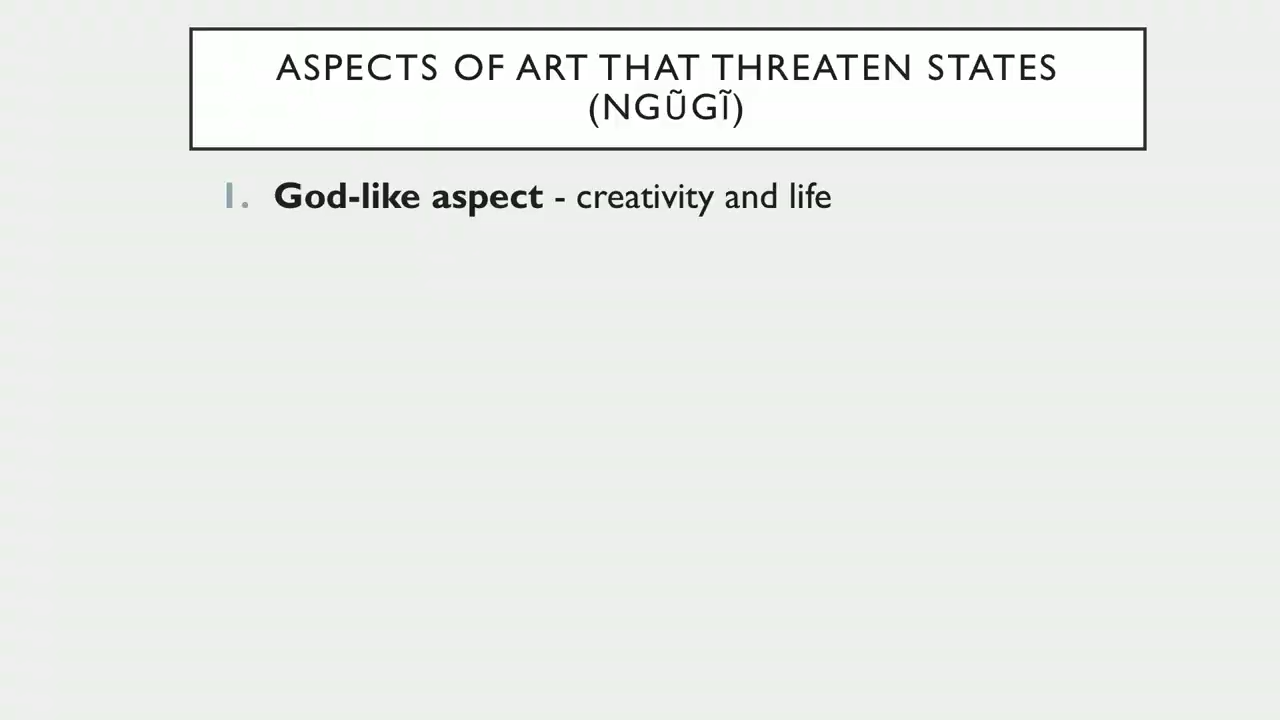 ASPECTS OF ART THAT THREATEN STATES
(NGŨGĨ)
1. God-like aspect - creativity and life